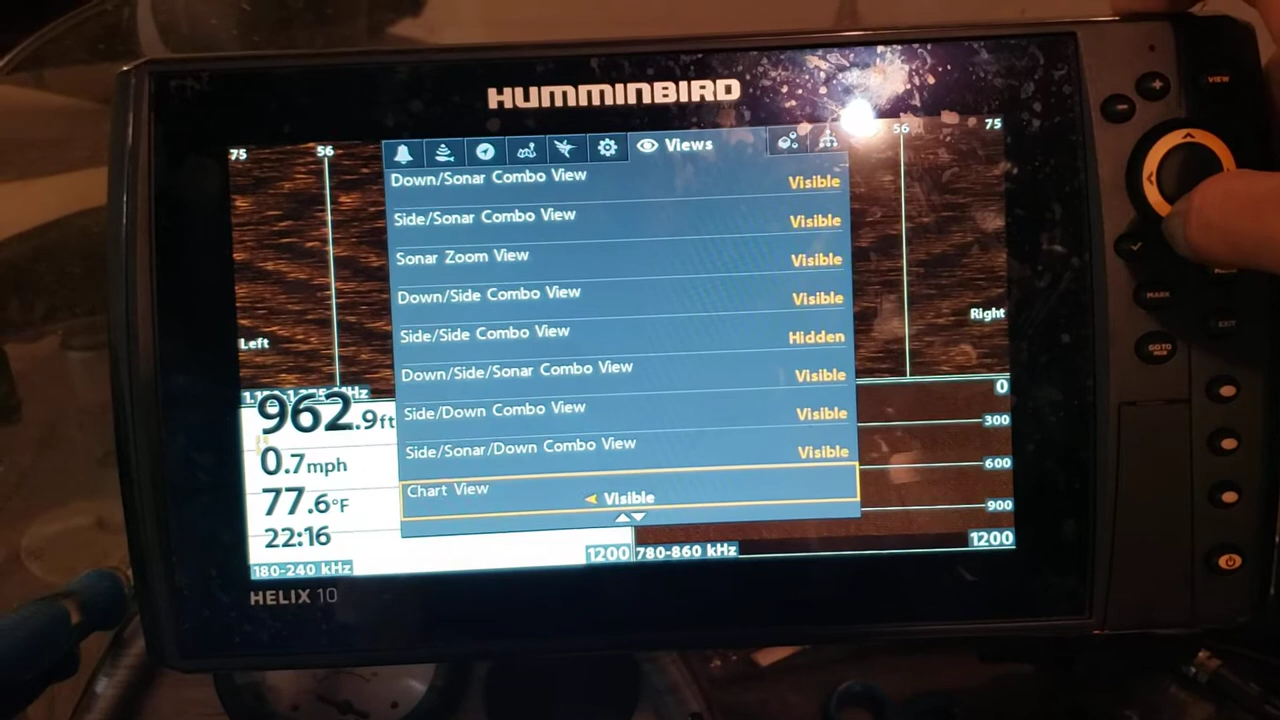 HUMMINBIRD
VIEW
75
56
Views
56
75
Down/Sonar Combo View
Visible
Side/Sonar Combo View
Visible
Sonar Zoom View
Visible
Down/Side Combo View
Visible
Side/Side Combo View
Hidden
Down/Side/Sonar Combo View
Visible
Side/Down Combo View
Visible
Side/Sonar/Down Combo View
Visible
Chart View
Visible
Left
Right
MARK
EXIT
GO TO
962.9ft
0.7mph
77.6°F
22:16
180-240 kHz
1200
780-860 kHz
0
300
600
900
1200
HELIX 10